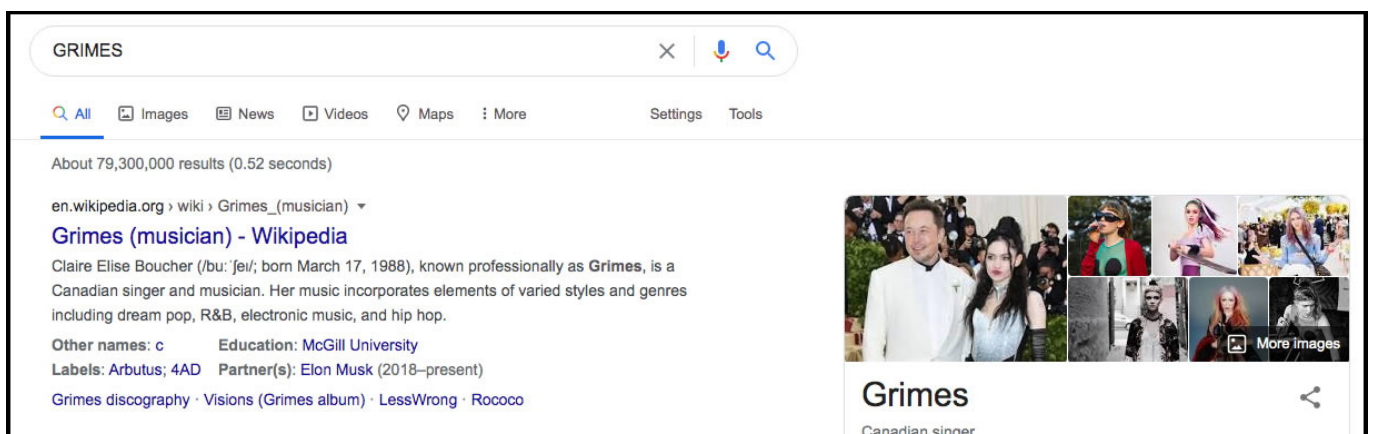 GRIMES
All Images News Videos Maps More Settings Tools
About 79,300,000 results (0.52 seconds)
en.wikipedia.org › wiki › Grimes_(musician)
Grimes (musician) - Wikipedia
Claire Elise Boucher (/buːˈʃeɪ/; born March 17, 1988), known professionally as Grimes, is a
Canadian singer and musician. Her music incorporates elements of varied styles and genres
including dream pop, R&B, electronic music, and hip hop.
Other names: c Education: McGill University
Labels: Arbutus; 4AD Partner(s): Elon Musk (2018–present)
Grimes discography · Visions (Grimes album) · LessWrong · Rococo
More images
Grimes
Canadian singer